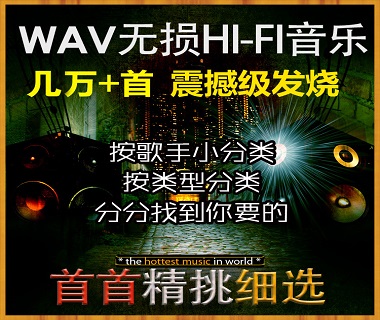 WAV无损HI-FI音乐
几万+首 震撼级发烧
按歌手小分类
按类型分类
分分找到你要的
* the hottest music in world *
首首精挑细选